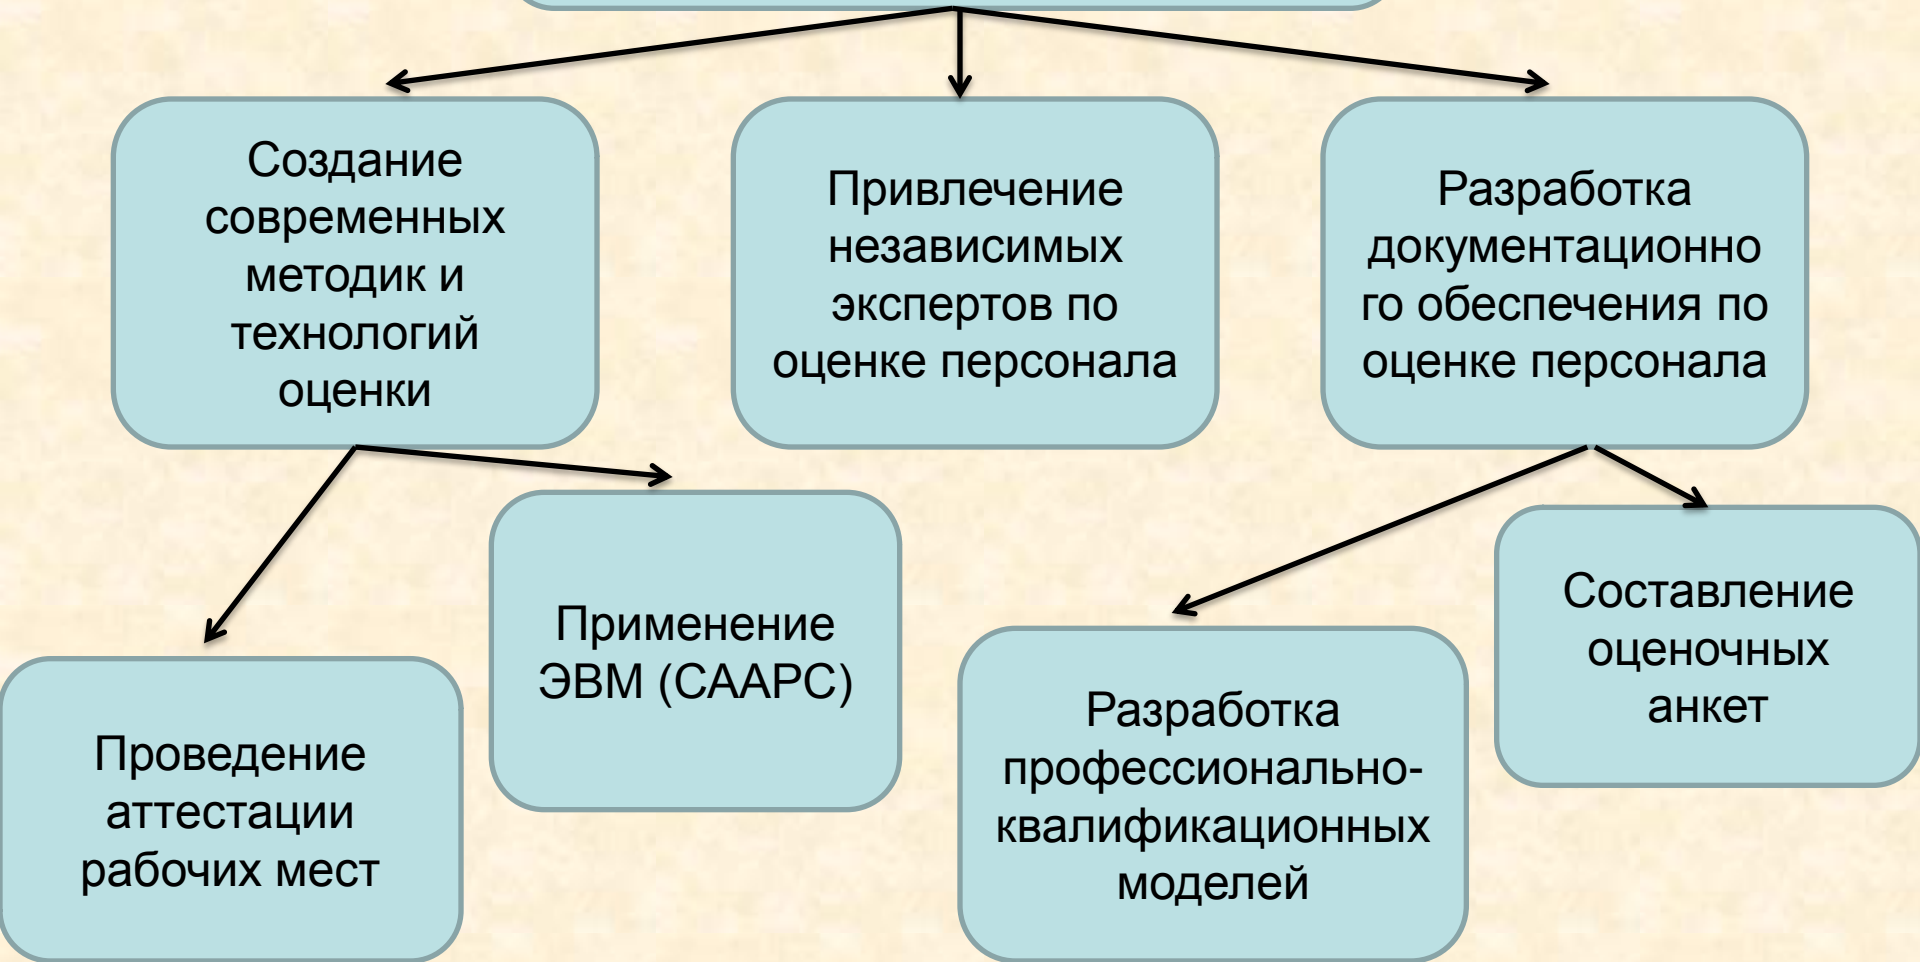 Создание
современных
методик и
технологий
оценки
Привлечение
независимых
экспертов по
оценке персонала
Разработка
документационно
го обеспечения по
оценке персонала
Применение
ЭВМ (СААРС)
Составление
оценочных
анкет
Проведение
аттестации
рабочих мест
Разработка
профессионально-
квалификационных
моделей